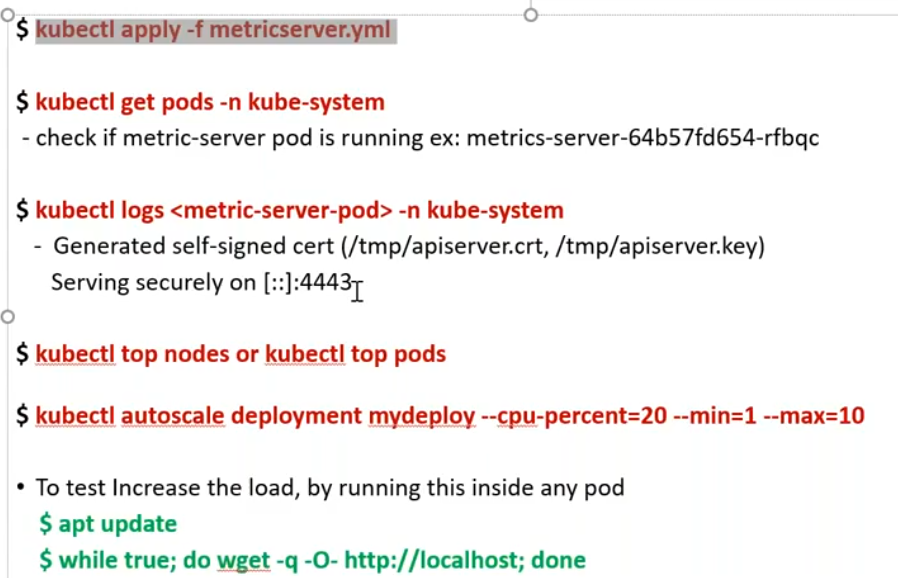 $ kubectl apply -f metricserver.yml
$ kubectl get pods -n kube-system
- check if metric-server pod is running ex: metrics-server-64b57fd654-rfbqc
$ kubectl logs <metric-server-pod> -n kube-system
- Generated self-signed cert (/tmp/apiserver.crt, /tmp/apiserver.key)
Serving securely on [::]:4443
$ kubectl top nodes or kubectl top pods
$ kubectl autoscale deployment mydeploy --cpu-percent=20 --min=1 --max=10
• To test Increase the load, by running this inside any pod
$ apt update
$ while true; do wget -q -O- http://localhost; done